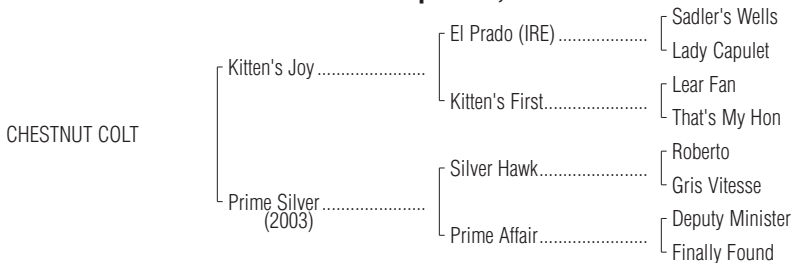 El Prado (IRE) .....................
Sadler's Wells
Lady Capulet
Kitten's Joy .........................
Kitten's First........................
Lear Fan
That's My Hon
CHESTNUT COLT
Prime Silver ........................
(2003)
Silver Hawk.........................
Roberto
Gris Vitesse
Prime Affair.........................
Deputy Minister
Finally Found